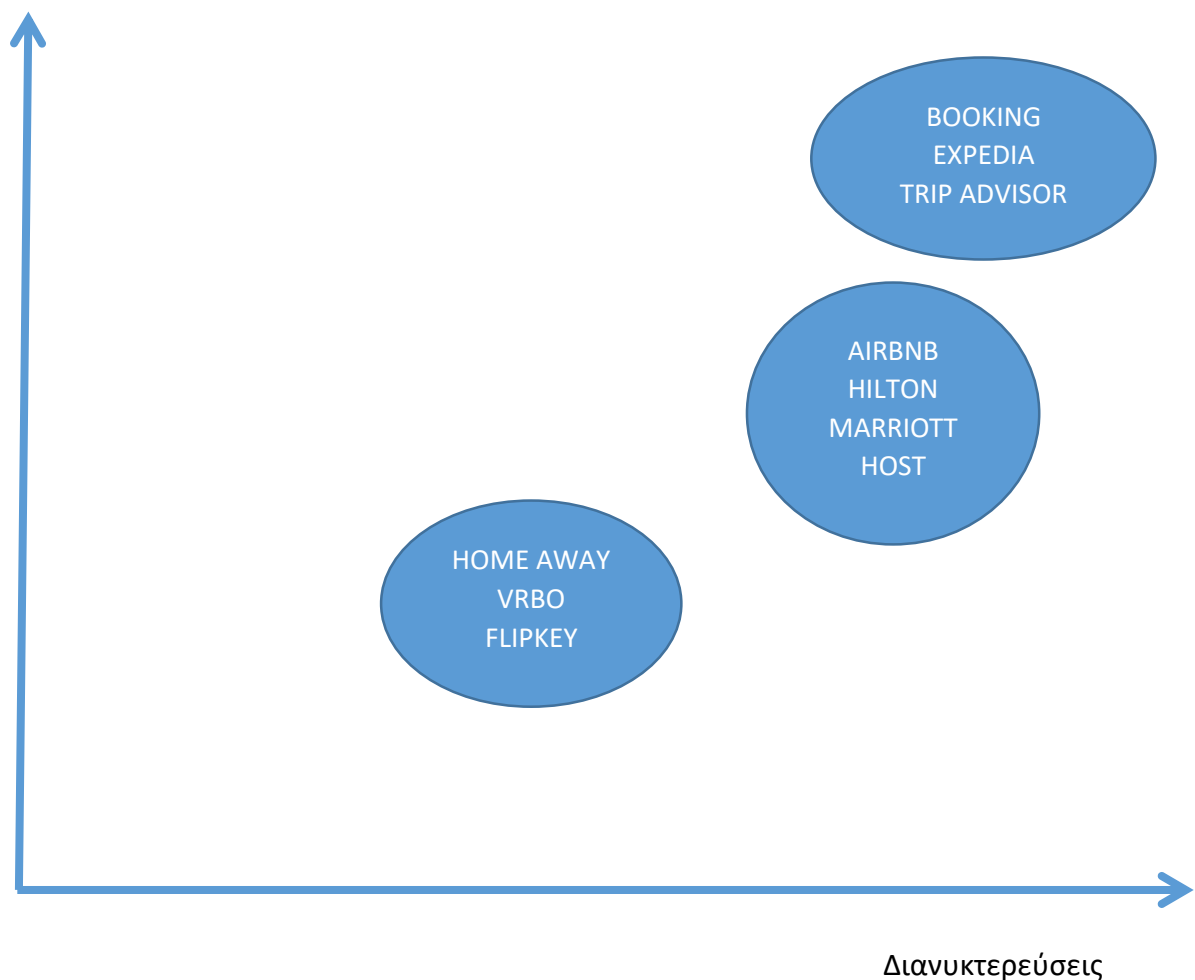 BOOKING
EXPEDIA
TRIP ADVISOR
AIRBNB
HILTON
MARRIOTT
HOST
HOME AWAY
VRBO
FLIPKEY
Διανυκτερεύσεις